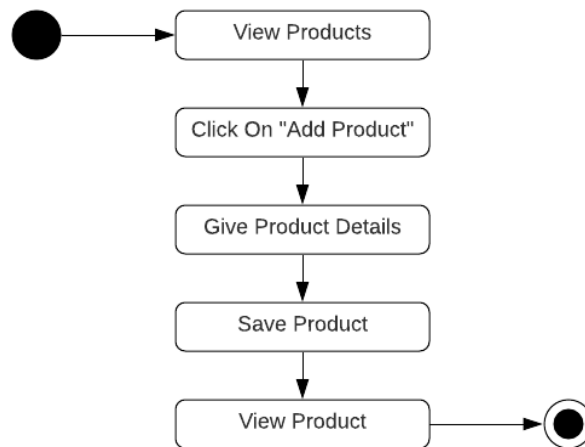 View Products
Click On "Add Product"
Give Product Details
Save Product
View Product